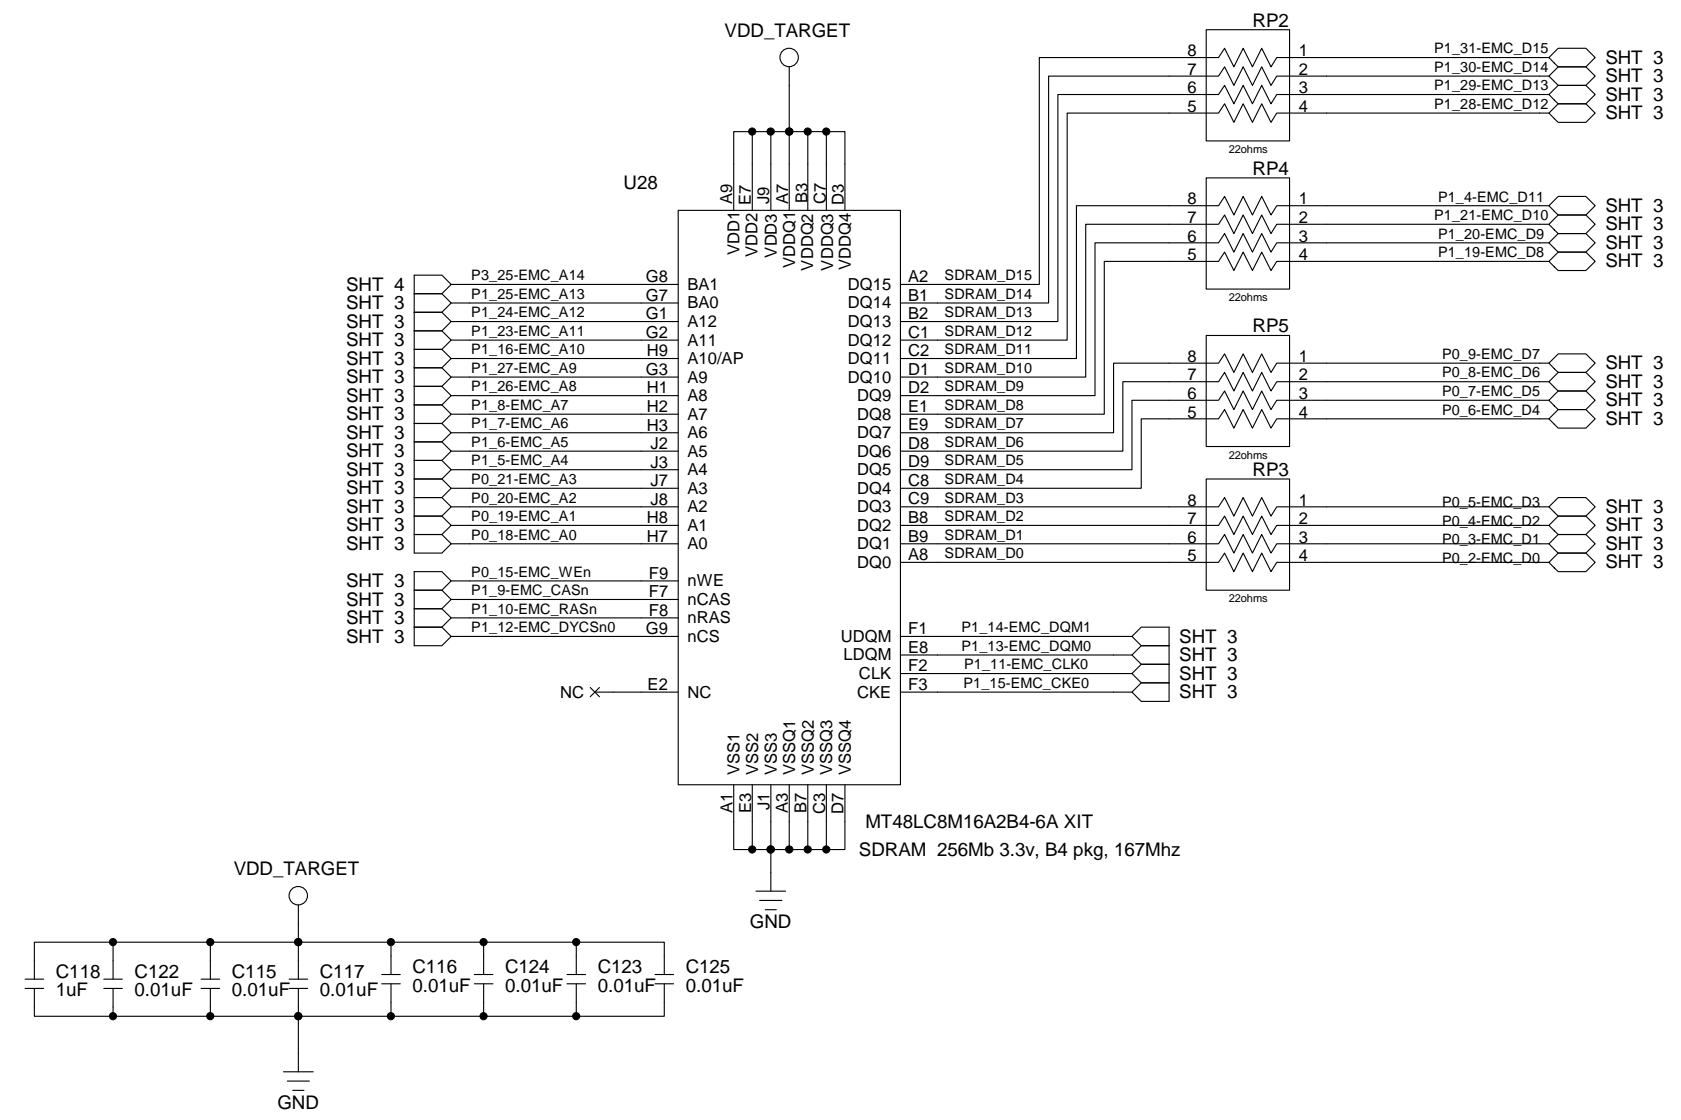 VDD_TARGET
RP2
8 1 P1_31-EMC_D15 SHT 3
7 2 P1_30-EMC_D14 SHT 3
6 3 P1_29-EMC_D13 SHT 3
5 4 P1_28-EMC_D12 SHT 3
22ohms
RP4
8 1 P1_4-EMC_D11 SHT 3
7 2 P1_21-EMC_D10 SHT 3
6 3 P1_20-EMC_D9 SHT 3
5 4 P1_19-EMC_D8 SHT 3
22ohms
RP5
8 1 P0_9-EMC_D7 SHT 3
7 2 P0_8-EMC_D6 SHT 3
6 3 P0_7-EMC_D5 SHT 3
5 4 P0_6-EMC_D4 SHT 3
22ohms
RP3
8 1 P0_5-EMC_D3 SHT 3
7 2 P0_4-EMC_D2 SHT 3
6 3 P0_3-EMC_D1 SHT 3
5 4 P0_2-EMC_D0 SHT 3
22ohms
U28
A9 E7 J9 A7 B3 C7 D3
VDD1 VDD2 VDD3 VDDQ1 VDDQ2 VDDQ3 VDDQ4
SHT 4 P3_25-EMC_A14 G8 BA1
SHT 3 P1_25-EMC_A13 G7 BA0
SHT 3 P1_24-EMC_A12 G1 A12
SHT 3 P1_23-EMC_A11 G2 A11
SHT 3 P1_16-EMC_A10 H9 A10/AP
SHT 3 P1_27-EMC_A9 G3 A9
SHT 3 P1_26-EMC_A8 H1 A8
SHT 3 P1_8-EMC_A7 H2 A7
SHT 3 P1_7-EMC_A6 H3 A6
SHT 3 P1_6-EMC_A5 J2 A5
SHT 3 P1_5-EMC_A4 J3 A4
SHT 3 P0_21-EMC_A3 J7 A3
SHT 3 P0_20-EMC_A2 J8 A2
SHT 3 P0_19-EMC_A1 H8 A1
SHT 3 P0_18-EMC_A0 H7 A0
SHT 3 P0_15-EMC_WEn F9 nWE
SHT 3 P1_9-EMC_CASn F7 nCAS
SHT 3 P1_10-EMC_RASn F8 nRAS
SHT 3 P1_12-EMC_DYCSn0 G9 nCS
NC E2 NC
DQ15 A2 SDRAM_D15
DQ14 B1 SDRAM_D14
DQ13 B2 SDRAM_D13
DQ12 C1 SDRAM_D12
DQ11 C2 SDRAM_D11
DQ10 D1 SDRAM_D10
DQ9 D2 SDRAM_D9
DQ8 E1 SDRAM_D8
DQ7 E9 SDRAM_D7
DQ6 D8 SDRAM_D6
DQ5 D9 SDRAM_D5
DQ4 C8 SDRAM_D4
DQ3 C9 SDRAM_D3
DQ2 B8 SDRAM_D2
DQ1 B9 SDRAM_D1
DQ0 A8 SDRAM_D0
UDQM F1 P1_14-EMC_DQM1 SHT 3
LDQM E8 P1_13-EMC_DQM0 SHT 3
CLK F2 P1_11-EMC_CLK0 SHT 3
CKE F3 P1_15-EMC_CKE0 SHT 3
VSS1 VSS2 VSS3 VSSQ1 VSSQ2 VSSQ3 VSSQ4
A1 E3 J1 A3 B7 C3 D7
MT48LC8M16A2B4-6A XIT
SDRAM 256Mb 3.3v, B4 pkg, 167Mhz
GND
VDD_TARGET
C118 C122 C115 C117 C116 C124 C123 C125
1uF 0.01uF 0.01uF 0.01uF 0.01uF 0.01uF 0.01uF 0.01uF
GND